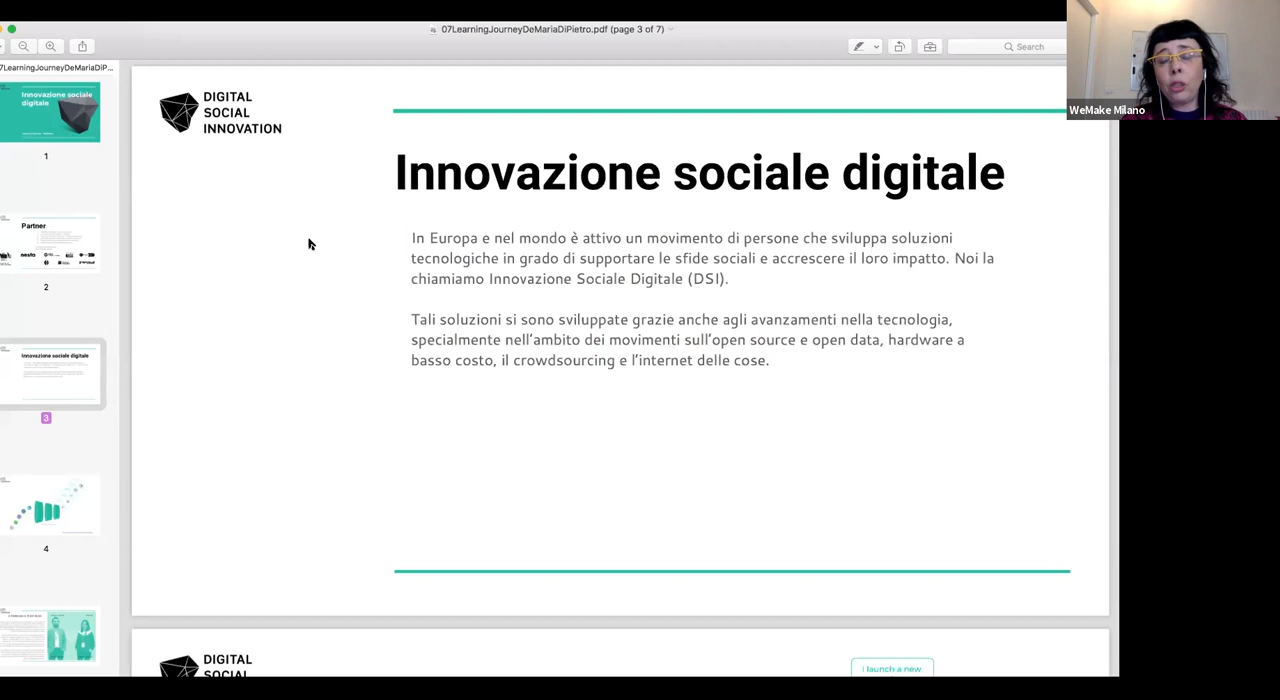 07LearningJourneyDeMariaDiPietro.pdf (page 3 of 7)
Search
7LearningJourneyDeMariaDiP...
WeMake Milano
Innovazione sociale
digitale
1
Partner
nesta
2
Innovazione sociale digitale
3
4
DIGITAL
SOCIAL
INNOVATION
Innovazione sociale digitale
In Europa e nel mondo è attivo un movimento di persone che sviluppa soluzioni
tecnologiche in grado di supportare le sfide sociali e accrescere il loro impatto. Noi la
chiamiamo Innovazione Sociale Digitale (DSI).
Tali soluzioni si sono sviluppate grazie anche agli avanzamenti nella tecnologia,
specialmente nell'ambito dei movimenti sull'open source e open data, hardware a
basso costo, il crowdsourcing e l'internet delle cose.
DIGITAL
SOCIAL
I launch a new